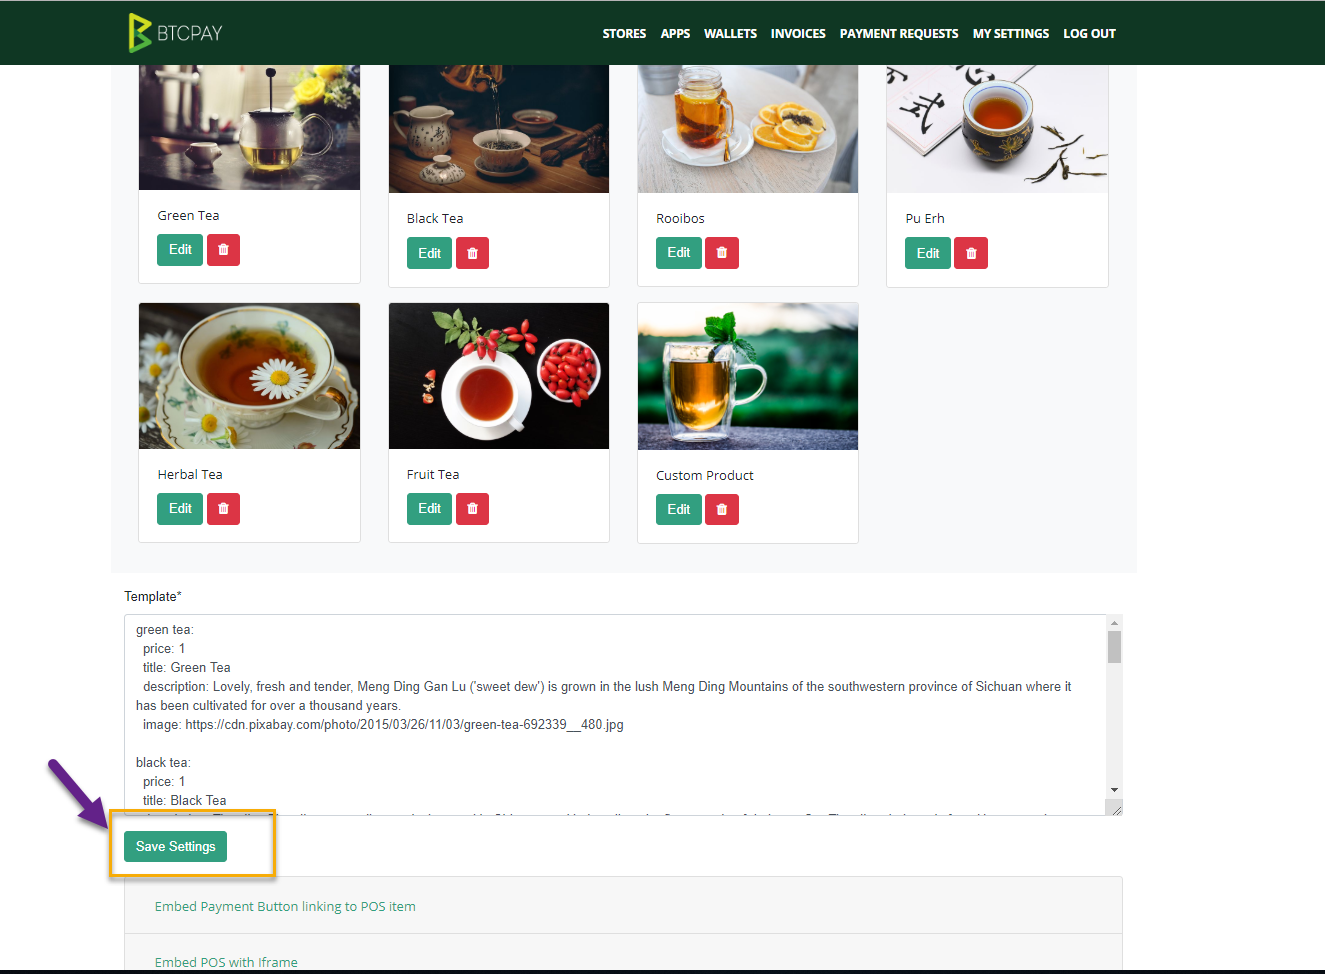 BTCPAY
STORES APPS WALLETS INVOICES PAYMENT REQUESTS MY SETTINGS LOG OUT
Green Tea
Edit
Black Tea
Edit
Rooibos
Edit
Pu Erh
Edit
Herbal Tea
Edit
Fruit Tea
Edit
Custom Product
Edit
Template*
green tea:
price: 1
title: Green Tea
description: Lovely, fresh and tender, Meng Ding Gan Lu ('sweet dew') is grown in the lush Meng Ding Mountains of the southwestern province of Sichuan where it
has been cultivated for over a thousand years.
image: https://cdn.pixabay.com/photo/2015/03/26/11/03/green-tea-692339__480.jpg
black tea:
price: 1
title: Black Tea
Save Settings
Embed Payment Button linking to POS item
Embed POS with Iframe